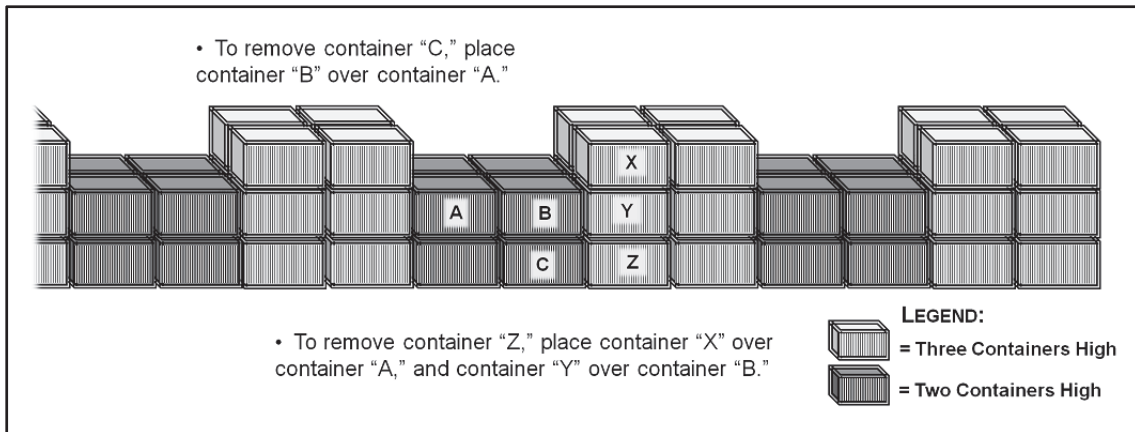 • To remove container “C,” place
container “B” over container “A.”
X
A
B
Y
C
Z
• To remove container “Z,” place container “X” over
container “A,” and container “Y” over container “B.”
LEGEND:
= Three Containers High
= Two Containers High